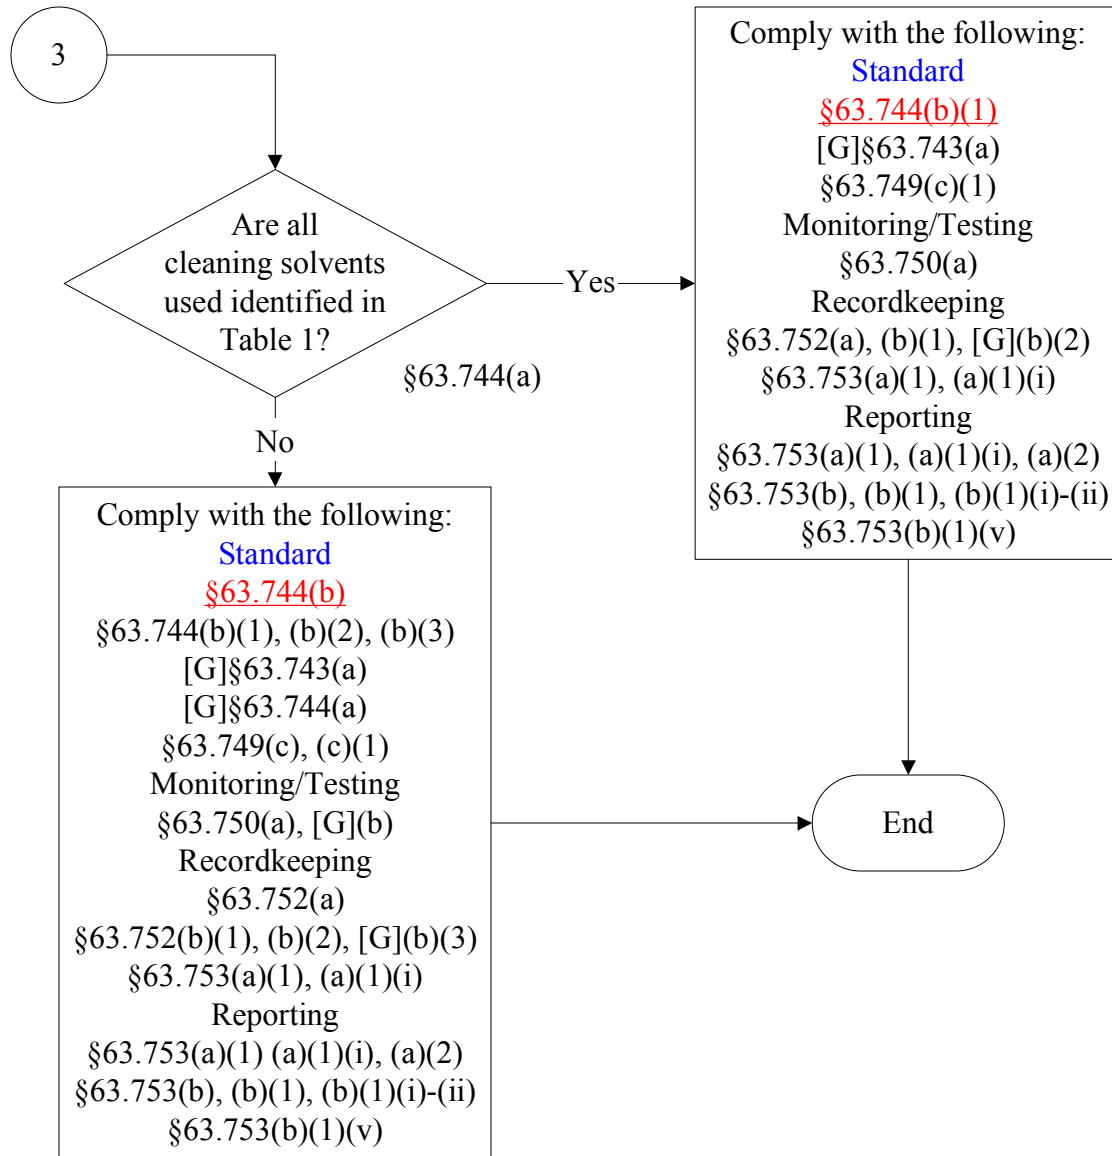 3
Are all
cleaning solvents
used identified in
Table 1?
§63.744(a)
Yes
No
Comply with the following:
Standard
§63.744(b)(1)
[G]§63.743(a)
§63.749(c)(1)
Monitoring/Testing
§63.750(a)
Recordkeeping
§63.752(a), (b)(1), [G](b)(2)
§63.753(a)(1), (a)(1)(i)
Reporting
§63.753(a)(1), (a)(1)(i), (a)(2)
§63.753(b), (b)(1), (b)(1)(i)-(ii)
§63.753(b)(1)(v)
Comply with the following:
Standard
§63.744(b)
§63.744(b)(1), (b)(2), (b)(3)
[G]§63.743(a)
[G]§63.744(a)
§63.749(c), (c)(1)
Monitoring/Testing
§63.750(a), [G](b)
Recordkeeping
§63.752(a)
§63.752(b)(1), (b)(2), [G](b)(3)
§63.753(a)(1), (a)(1)(i)
Reporting
§63.753(a)(1) (a)(1)(i), (a)(2)
§63.753(b), (b)(1), (b)(1)(i)-(ii)
§63.753(b)(1)(v)
End